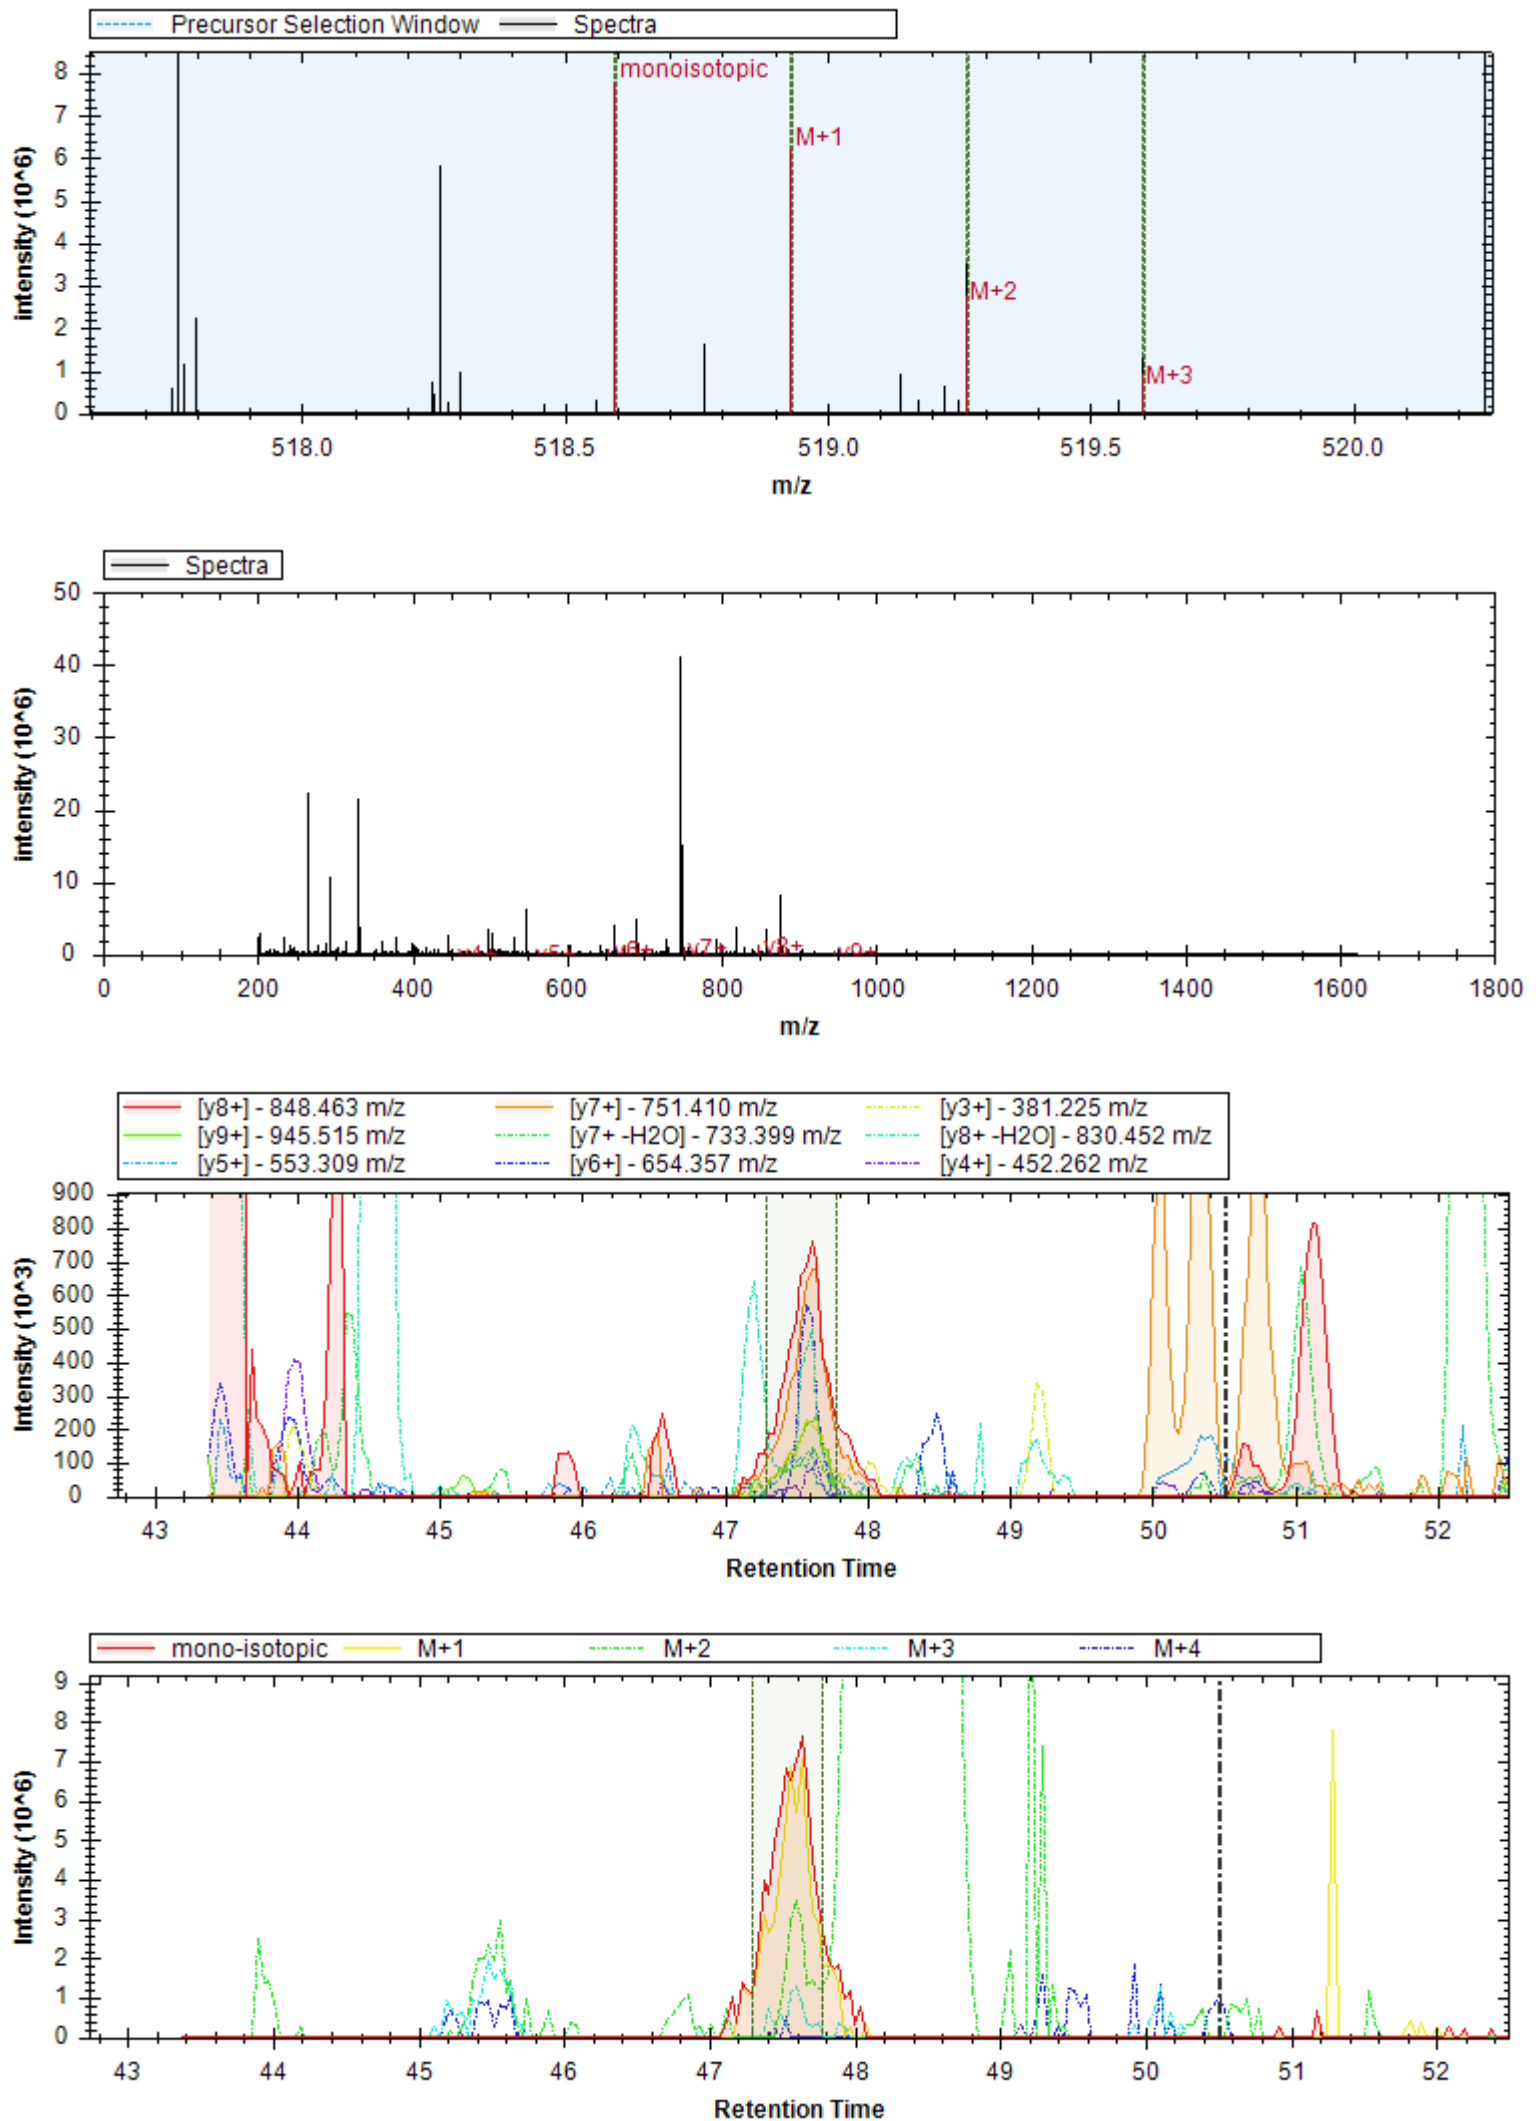 Precursor Selection Window Spectra
intensity (10^6)
8
7
6
5
4
3
2
1
0
monoisotopic
M+1
M+2
M+3
518.0 518.5 519.0 519.5 520.0
m/z
Spectra
intensity (10^6)
50
40
30
20
10
0
y4+ y5+ y6+ y7+ y8+ y9+
0 200 400 600 800 1000 1200 1400 1600 1800
m/z
[y8+] - 848.463 m/z [y7+] - 751.410 m/z [y3+] - 381.225 m/z
[y9+] - 945.515 m/z [y7+ -H2O] - 733.399 m/z [y8+ -H2O] - 830.452 m/z
[y5+] - 553.309 m/z [y6+] - 654.357 m/z [y4+] - 452.262 m/z
Intensity (10^3)
900
800
700
600
500
400
300
200
100
0
43 44 45 46 47 48 49 50 51 52
Retention Time
mono-isotopic M+1 M+2 M+3 M+4
Intensity (10^6)
9
8
7
6
5
4
3
2
1
0
43 44 45 46 47 48 49 50 51 52
Retention Time